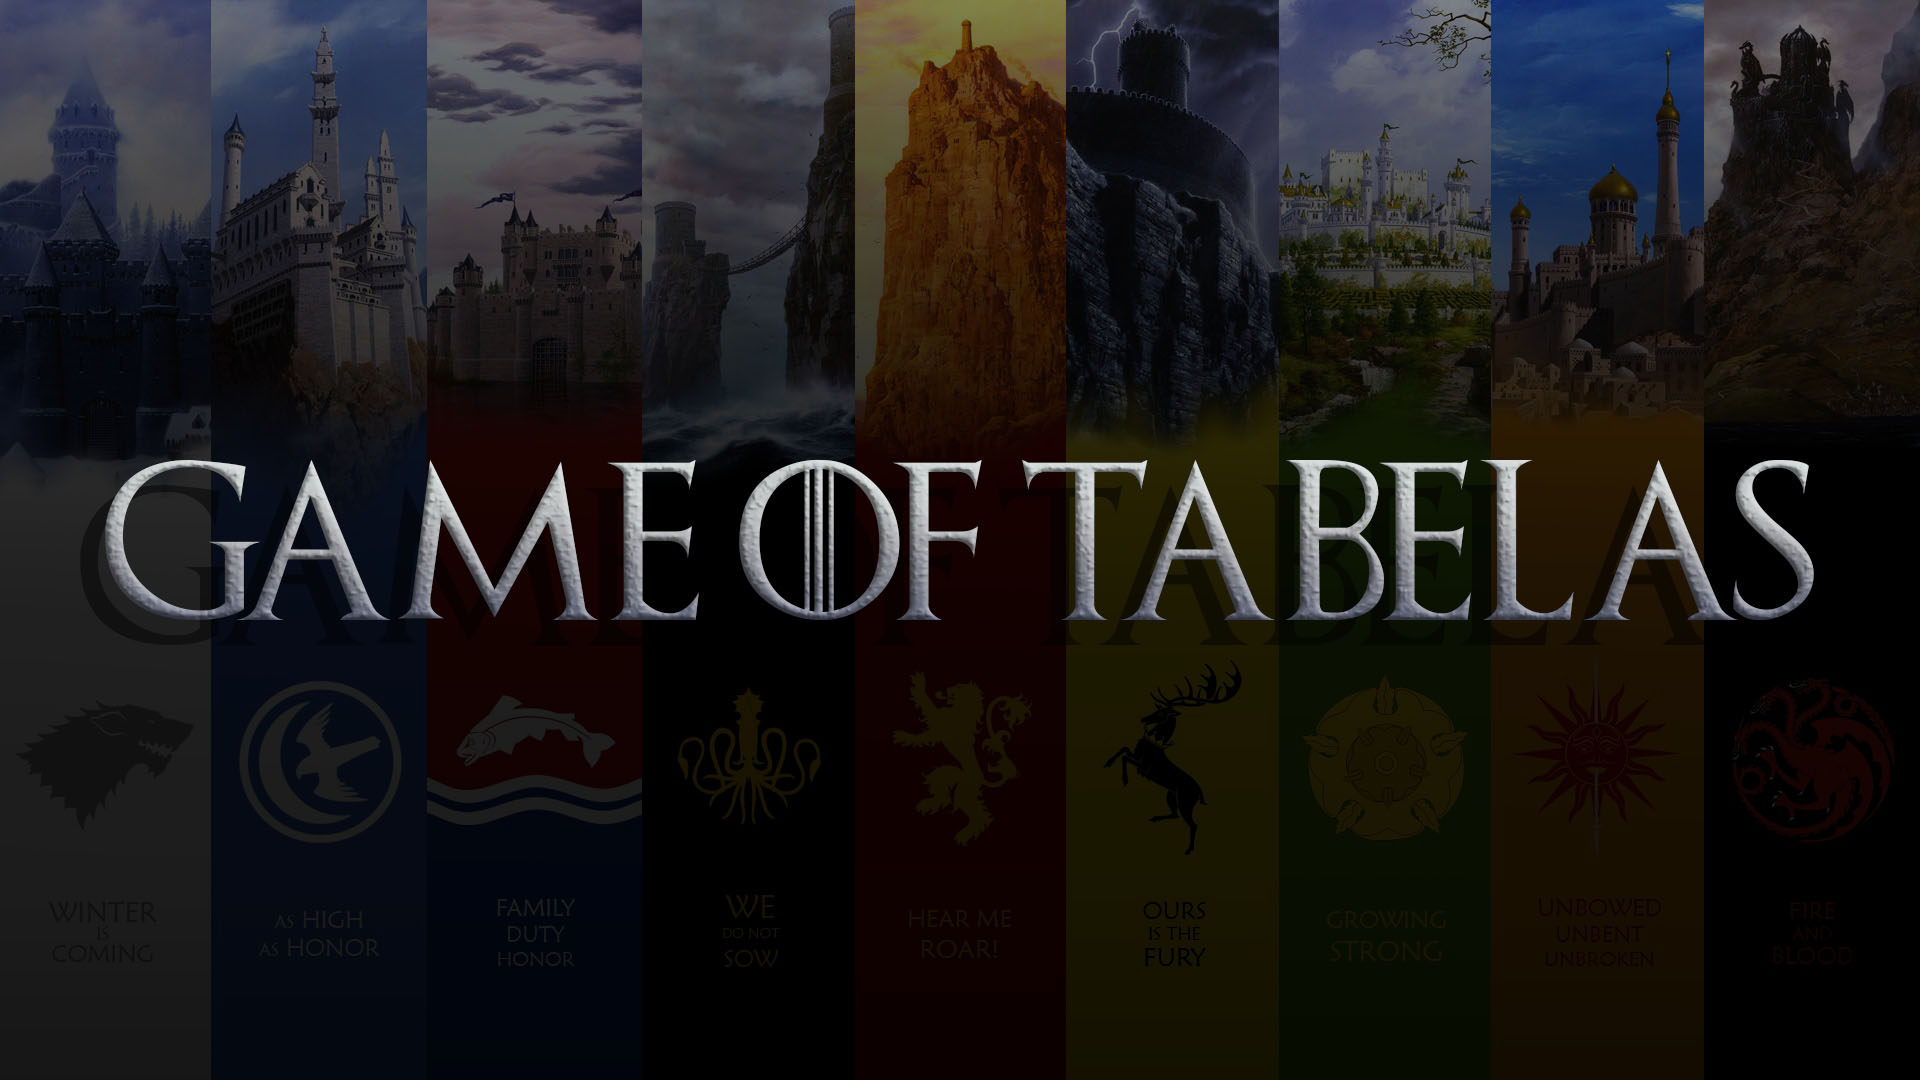 GAME OF TABELAS
WINTER
IS
COMING
AS HIGH
AS HONOR
FAMILY
DUTY
HONOR
WE
DO NOT
SOW
HEAR ME
ROAR!
OURS
IS THE
FURY
GROWING
STRONG
UNBOWED
UNBENT
UNBROKEN
FIRE
AND
BLOOD